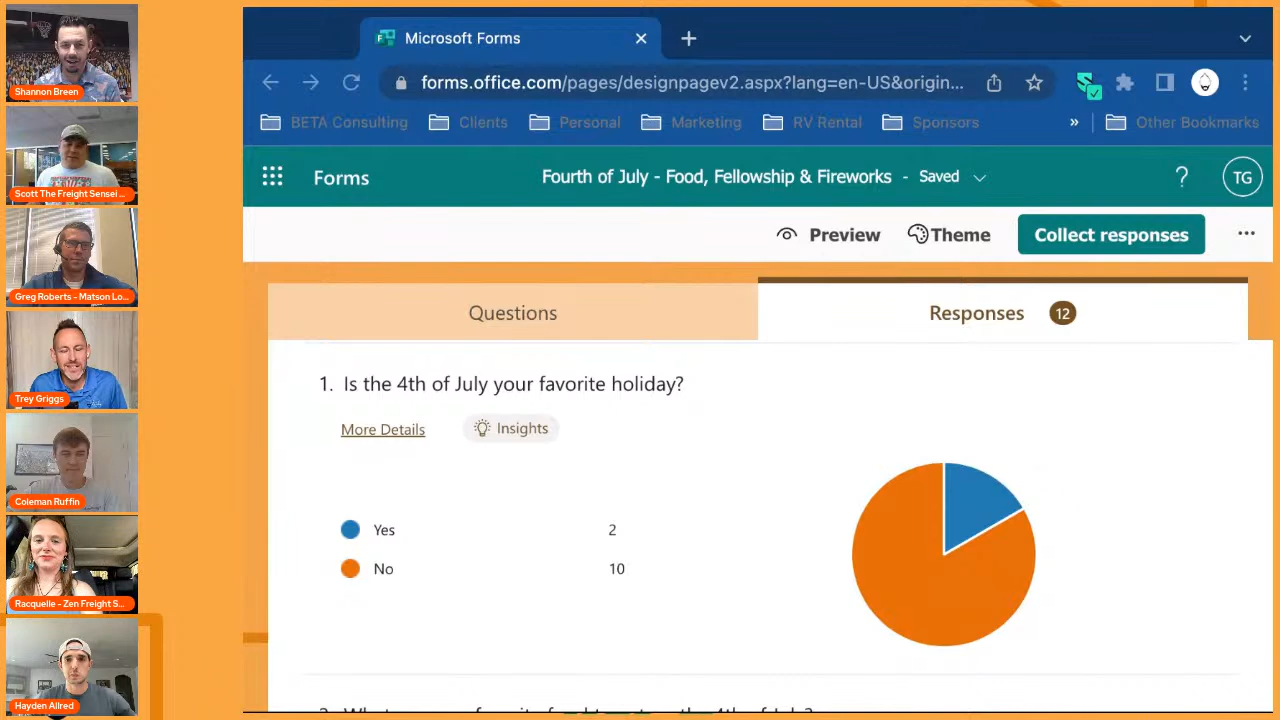 Shannon Breen
Scott The Freight Sensei ...
Greg Roberts - Matson Lo...
Trey Griggs
Coleman Ruffin
Racquelle - Zen Freight S...
Hayden Allred
Microsoft Forms
forms.office.com/pages/designpagev2.aspx?lang=en-US&origin...
BETA Consulting Clients Personal Marketing RV Rental Sponsors » Other Bookmarks
Forms Fourth of July - Food, Fellowship & Fireworks - Saved ? TG
Preview Theme Collect responses ...
Questions Responses 12
1. Is the 4th of July your favorite holiday?
More Details Insights
Yes 2
No 10